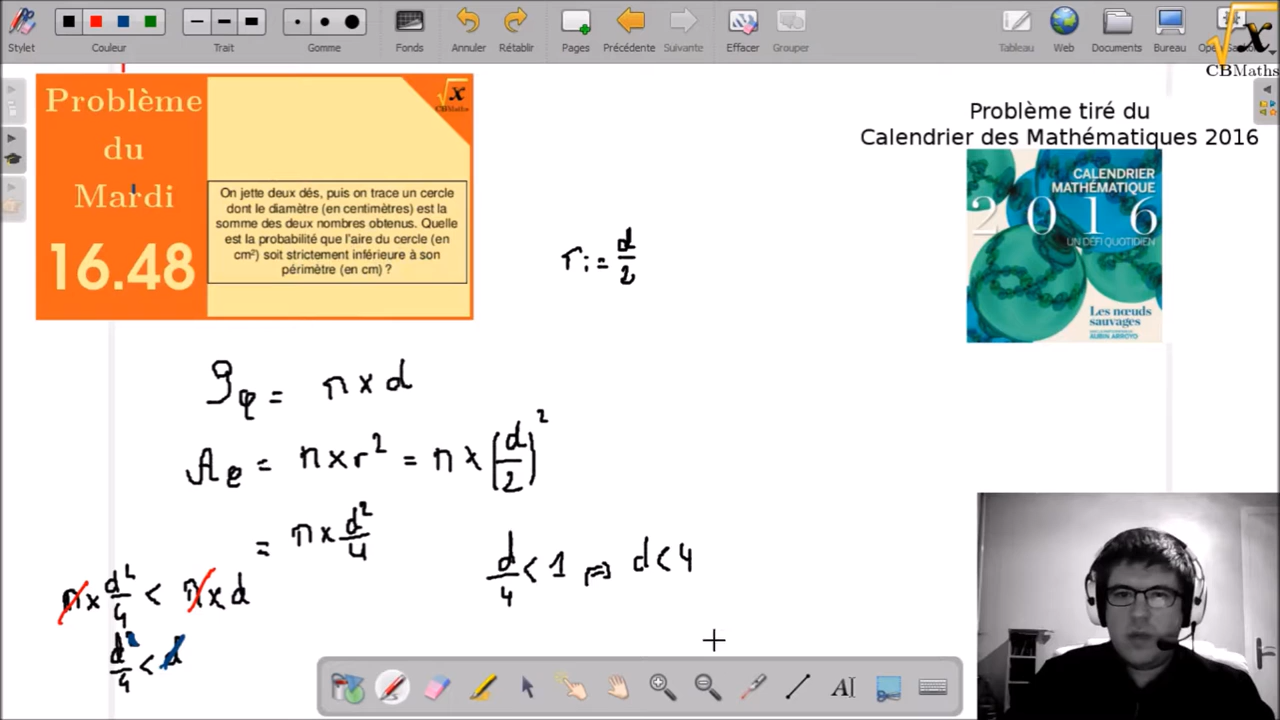 Stylet
Couleur
Trait
Gomme
Fonds
Annuler
Rétablir
Pages
Précédente
Suivante
Effacer
Grouper
Tableau
Web
Documents
Bureau
√x
CBMaths
Problème
du
Mardi
16.48
√x
CBMaths
On jette deux dés, puis on trace un cercle
dont le diamètre (en centimètres) est la
somme des deux nombres obtenus. Quelle
est la probabilité que l'aire du cercle (en
cm²) soit strictement inférieure à son
périmètre (en cm) ?
Problème tiré du
Calendrier des Mathématiques 2016
CALENDRIER
MATHÉMATIQUE
2016
UN DÉFI QUOTIDIEN
Les nœuds
sauvages
AUBIN ARROYO
r = d/2
= π × d
= π × r² = π × (d/2)²
= π × d²/4
π × d²/4 < π × d
d²/4 < d
d/4 < 1 ⇔ d < 4
AI